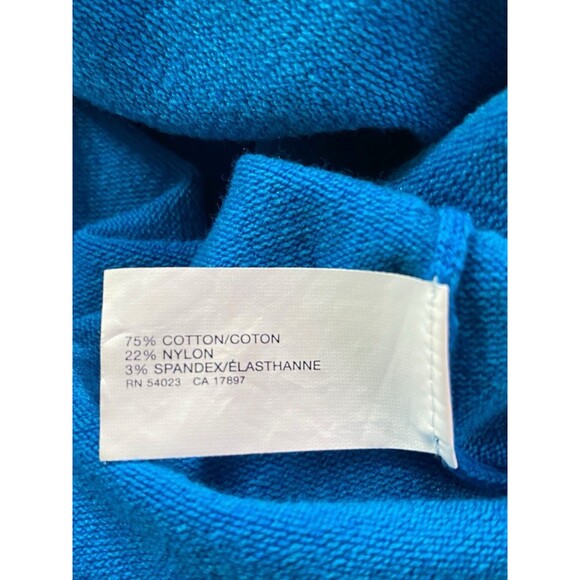 75% COTTON/COTON
22% NYLON
3% SPANDEX/ÉLASTHANNE
RN 54023 CA 17897